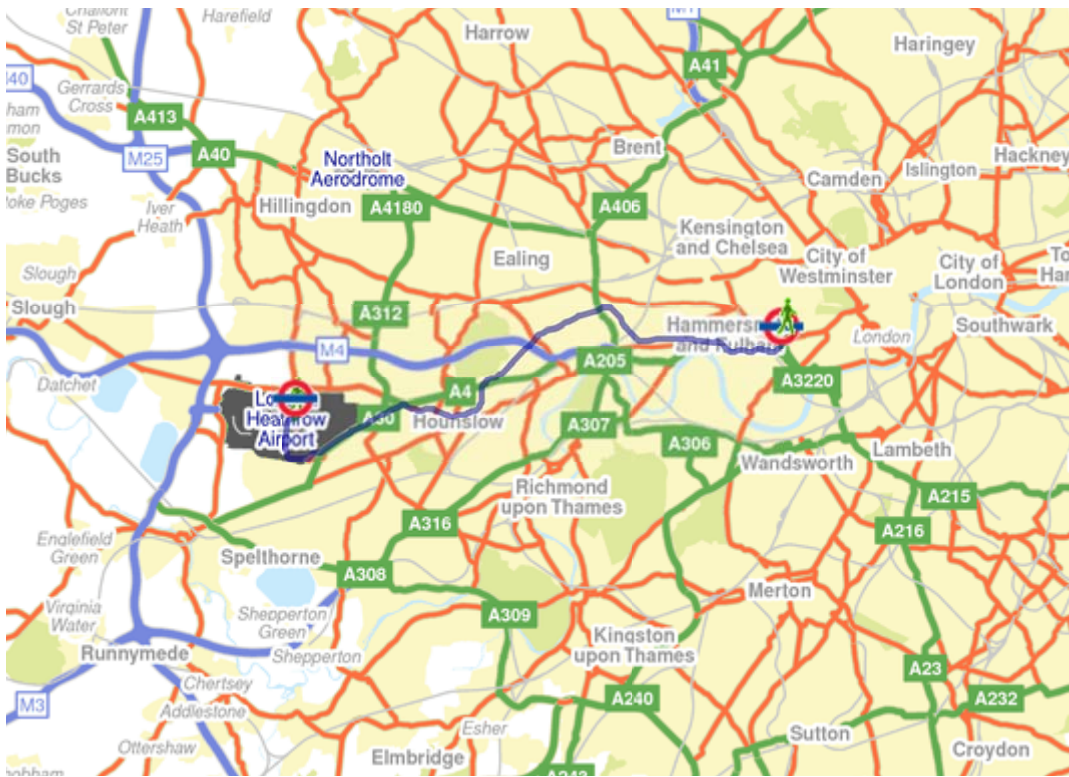 St Peter
Harefield
Harrow
Haringey
A41
Gerrards
Cross
A413
M25
A40
South
Bucks
Northolt
Aerodrome
Brent
Hackney
Islington
Camden
Iver
Heath
Hillingdon
A4180
A406
Kensington
and Chelsea
City of
Westminster
City of
London
Ealing
Slough
Slough
A312
Hammers
and Fulha
London
Southwark
M4
A205
Datchet
A4
A3220
Heathrow
Airport
A30
Hounslow
A307
A306
Wandsworth
Lambeth
Richmond
upon Thames
A215
A316
A216
Englefield
Green
Spelthorne
A308
Merton
Virginia
Water
Shepperton
Green
A309
Kingston
upon Thames
Runnymede
Shepperton
A23
Chertsey
A240
A232
M3
Addlestone
Esher
Ottershaw
Elmbridge
Sutton
Croydon